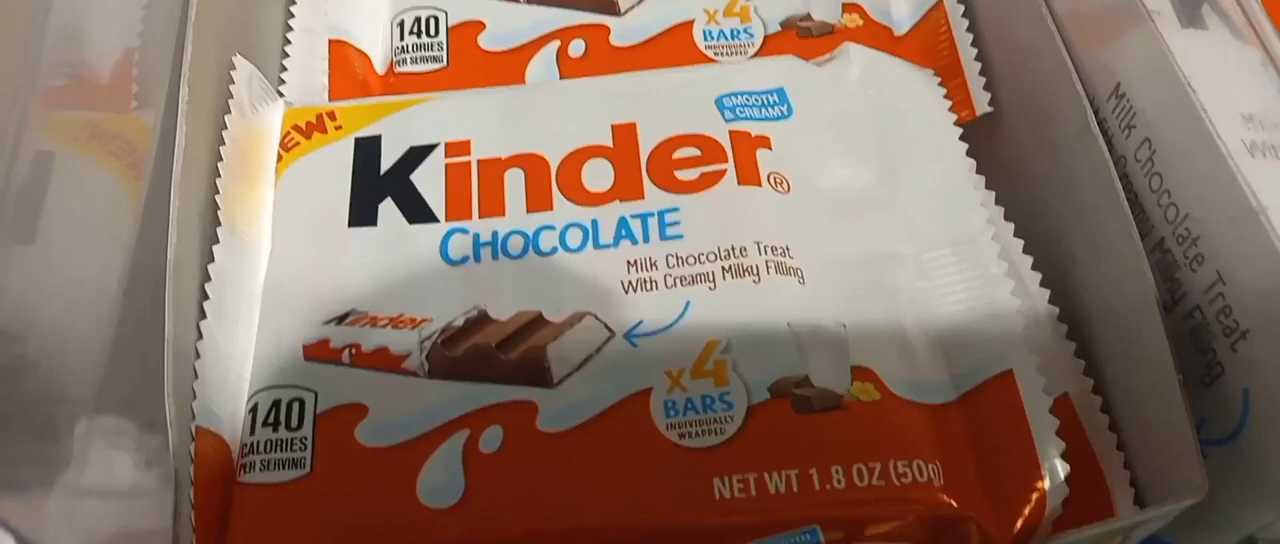 140
CALORIES
PER SERVING
x4
BARS
INDIVIDUALLY
WRAPPED
NEW!
SMOOTH
& CREAMY
Kinder®
CHOCOLATE
Milk Chocolate Treat
With Creamy Milky Filling
Kinder
x4
BARS
INDIVIDUALLY
WRAPPED
140
CALORIES
PER SERVING
NET WT 1.8 OZ (50g)
Milk Chocolate Treat
With Creamy Milky Filling